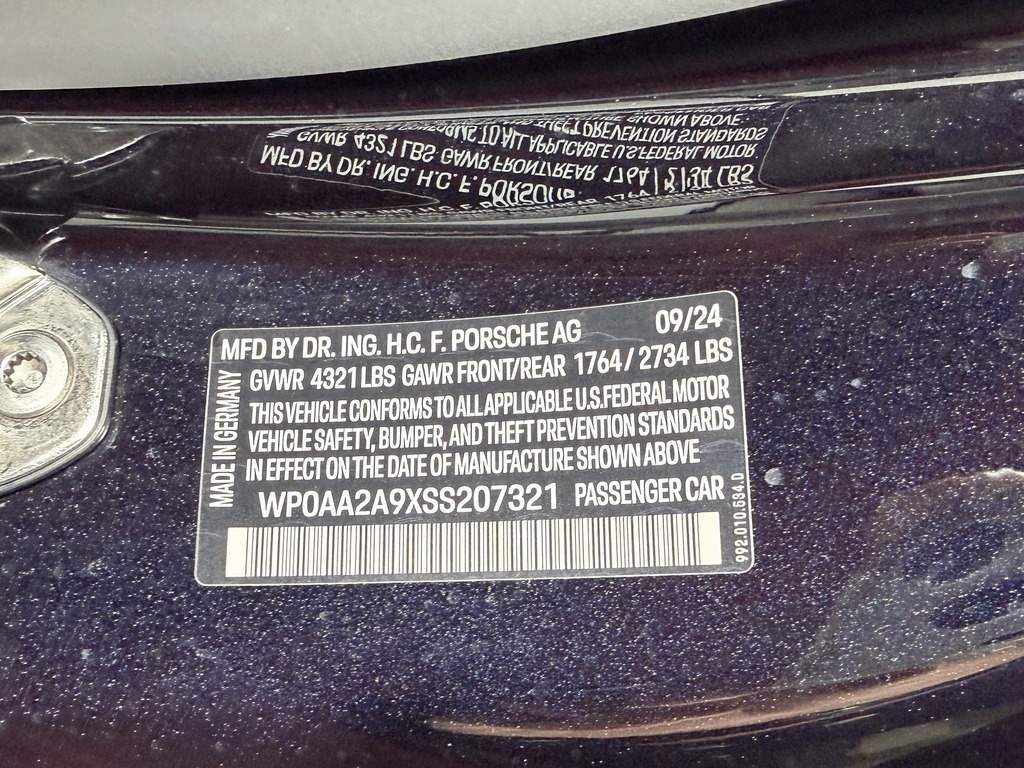 MFD BY DR. ING. H.C. F. PORSCHE AG 09/24
GVWR 4321 LBS GAWR FRONT/REAR 1764 / 2734 LBS
THIS VEHICLE CONFORMS TO ALL APPLICABLE U.S.FEDERAL MOTOR
VEHICLE SAFETY, BUMPER, AND THEFT PREVENTION STANDARDS
IN EFFECT ON THE DATE OF MANUFACTURE SHOWN ABOVE
WP0AA2A9XSS207321 PASSENGER CAR
MADE IN GERMANY
992.010.534.D